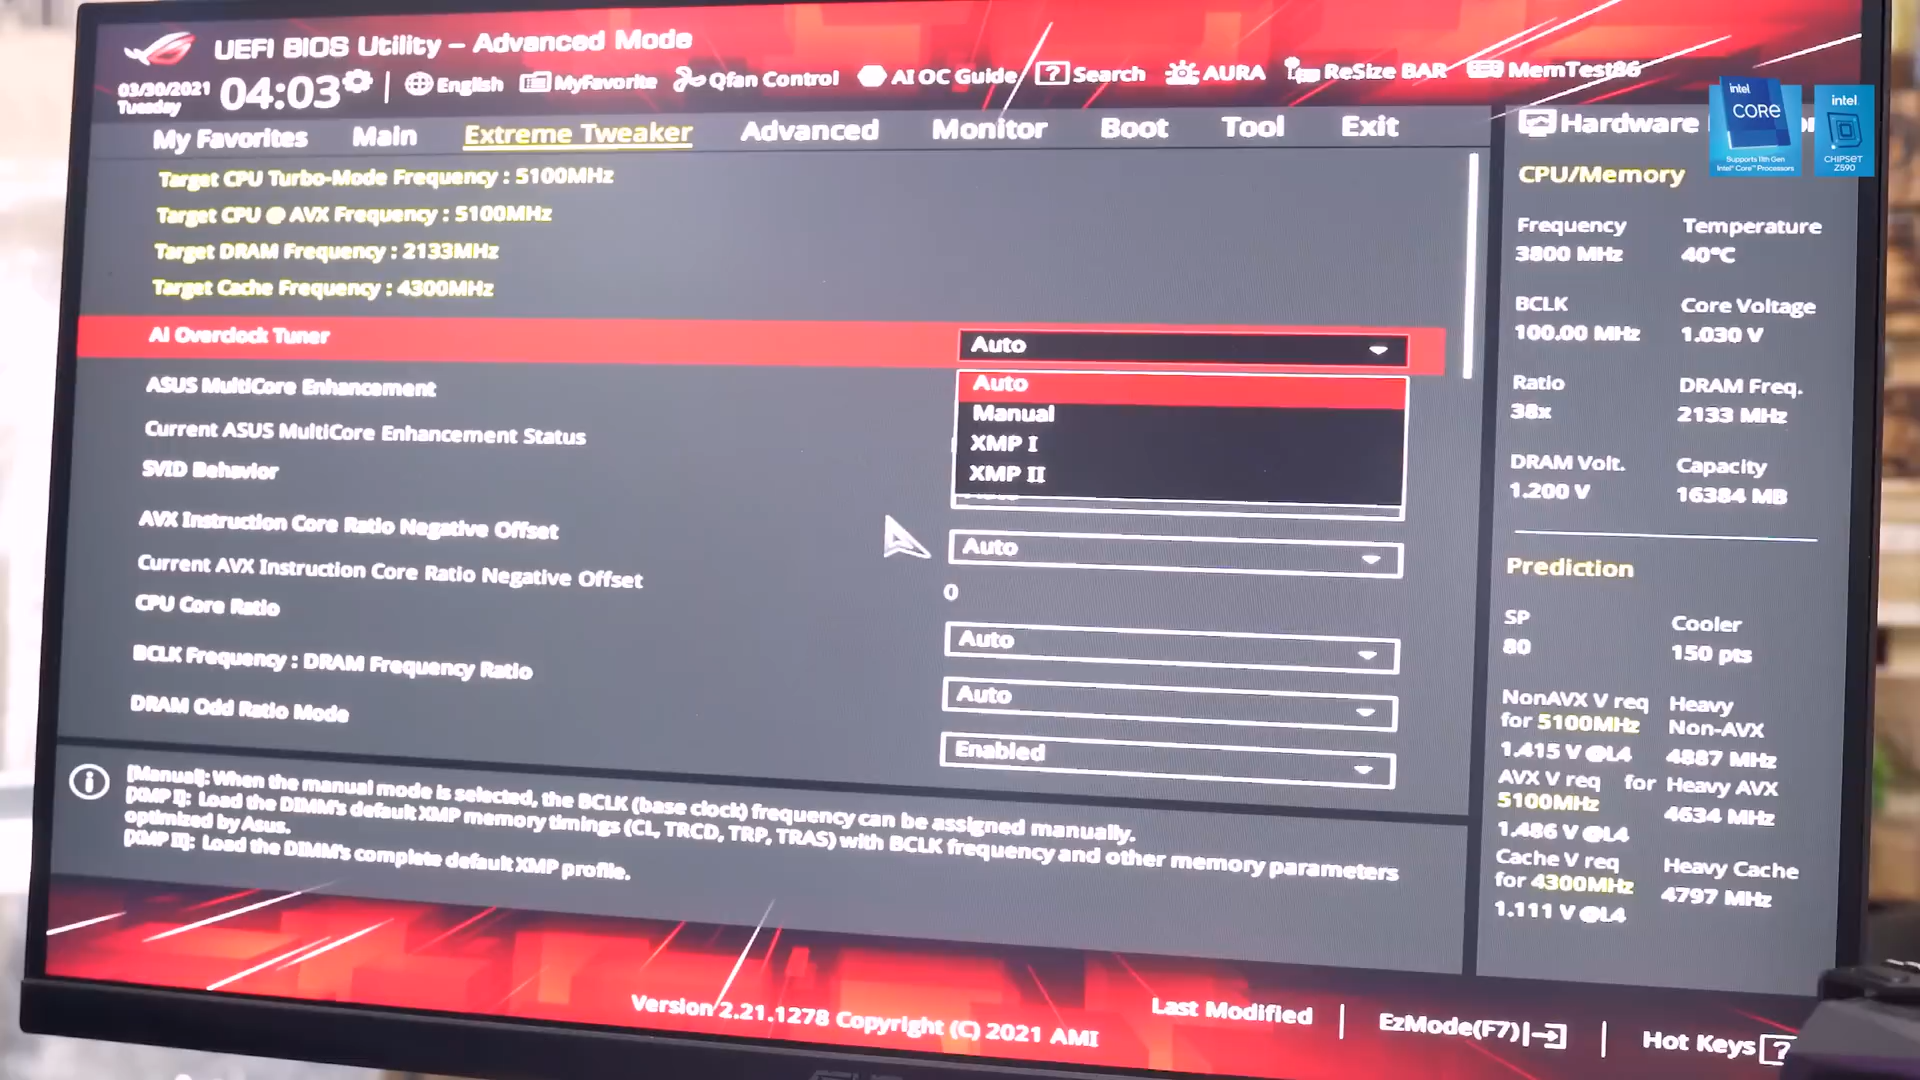 UEFI BIOS Utility – Advanced Mode
03/30/2021
Tuesday
04:03
English
MyFavorite
Qfan Control
AI OC Guide
Search
AURA
ReSize BAR
MemTest86
My Favorites
Main
Extreme Tweaker
Advanced
Monitor
Boot
Tool
Exit
Target CPU Turbo-Mode Frequency : 5100MHz
Target CPU @ AVX Frequency : 5100MHz
Target DRAM Frequency : 2133MHz
Target Cache Frequency : 4300MHz
AI Overclock Tuner
Auto
Auto
Manual
XMP I
XMP II
ASUS MultiCore Enhancement
Current ASUS MultiCore Enhancement Status
SVID Behavior
AVX Instruction Core Ratio Negative Offset
Auto
Current AVX Instruction Core Ratio Negative Offset
0
CPU Core Ratio
Auto
BCLK Frequency : DRAM Frequency Ratio
Auto
DRAM Odd Ratio Mode
Enabled
[Manual]: When the manual mode is selected, the BCLK (base clock) frequency can be assigned manually.
[XMP I]: Load the DIMM's default XMP memory timings (CL, TRCD, TRP, TRAS) with BCLK frequency and other memory parameters
optimized by Asus.
[XMP II]: Load the DIMM's complete default XMP profile.
Version 2.21.1278 Copyright (C) 2021 AMI
Last Modified
EzMode(F7)
Hot Keys ?
Hardware
CPU/Memory
Frequency Temperature
3800 MHz 40°C
BCLK Core Voltage
100.00 MHz 1.030 V
Ratio DRAM Freq.
38x 2133 MHz
DRAM Volt. Capacity
1.200 V 16384 MB
Prediction
SP Cooler
80 150 pts
NonAVX V req Heavy
for 5100MHz Non-AVX
1.415 V @L4 4887 MHz
AVX V req for Heavy AVX
5100MHz 4634 MHz
1.486 V @L4
Cache V req Heavy Cache
for 4300MHz 4797 MHz
1.111 V @L4
intel
CORE
Supports 11th Gen
Intel® Core™ Processors
intel
CHIPSET
Z590